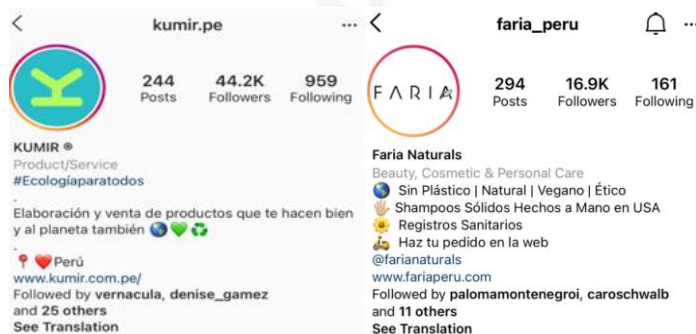 kumir.pe
244 44.2K 959
Posts Followers Following
KUMIR ®
Product/Service
#Ecologíaparatodos
.
Elaboración y venta de productos que te hacen bien
y al planeta también 🌎💚♻️
.
📍❤️Perú
www.kumir.com.pe/
Followed by vernacula, denise_gamez
and 25 others
See Translation
faria_peru
FARIA
294 16.9K 161
Posts Followers Following
Faria Naturals
Beauty, Cosmetic & Personal Care
🌎 Sin Plástico | Natural | Vegano | Ético
🖐🏼 Shampoos Sólidos Hechos a Mano en USA
🌼 Registros Sanitarios
🛵 Haz tu pedido en la web
@farianaturals
www.fariaperu.com
Followed by palomamontenegroi, caroschwalb
and 11 others
See Translation